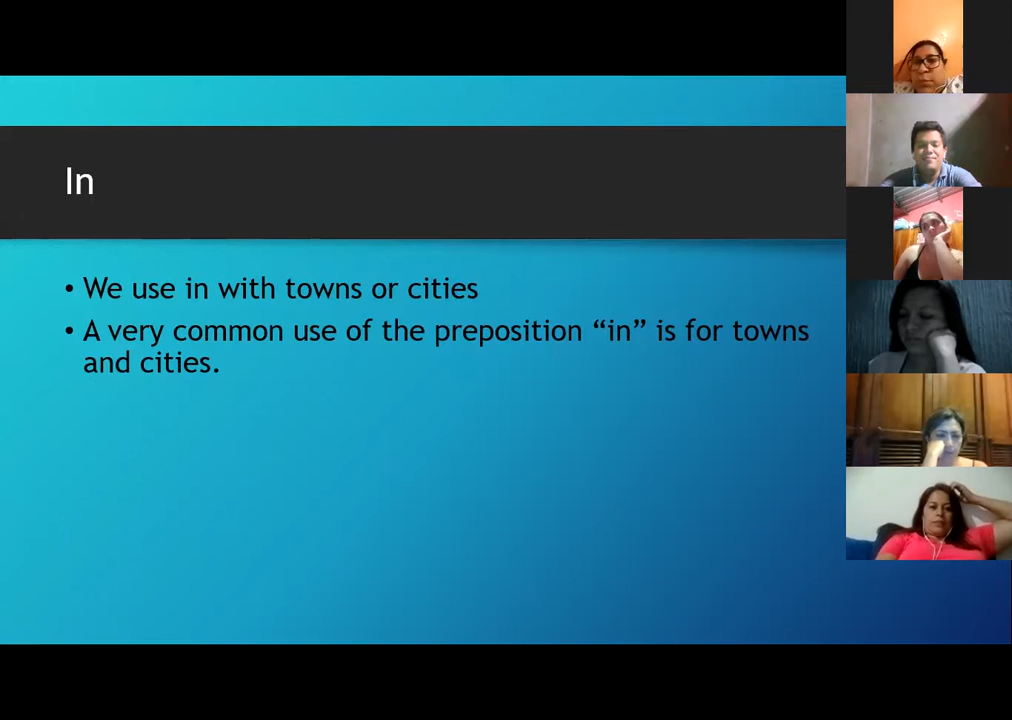 In
• We use in with towns or cities
• A very common use of the preposition “in” is for towns
and cities.